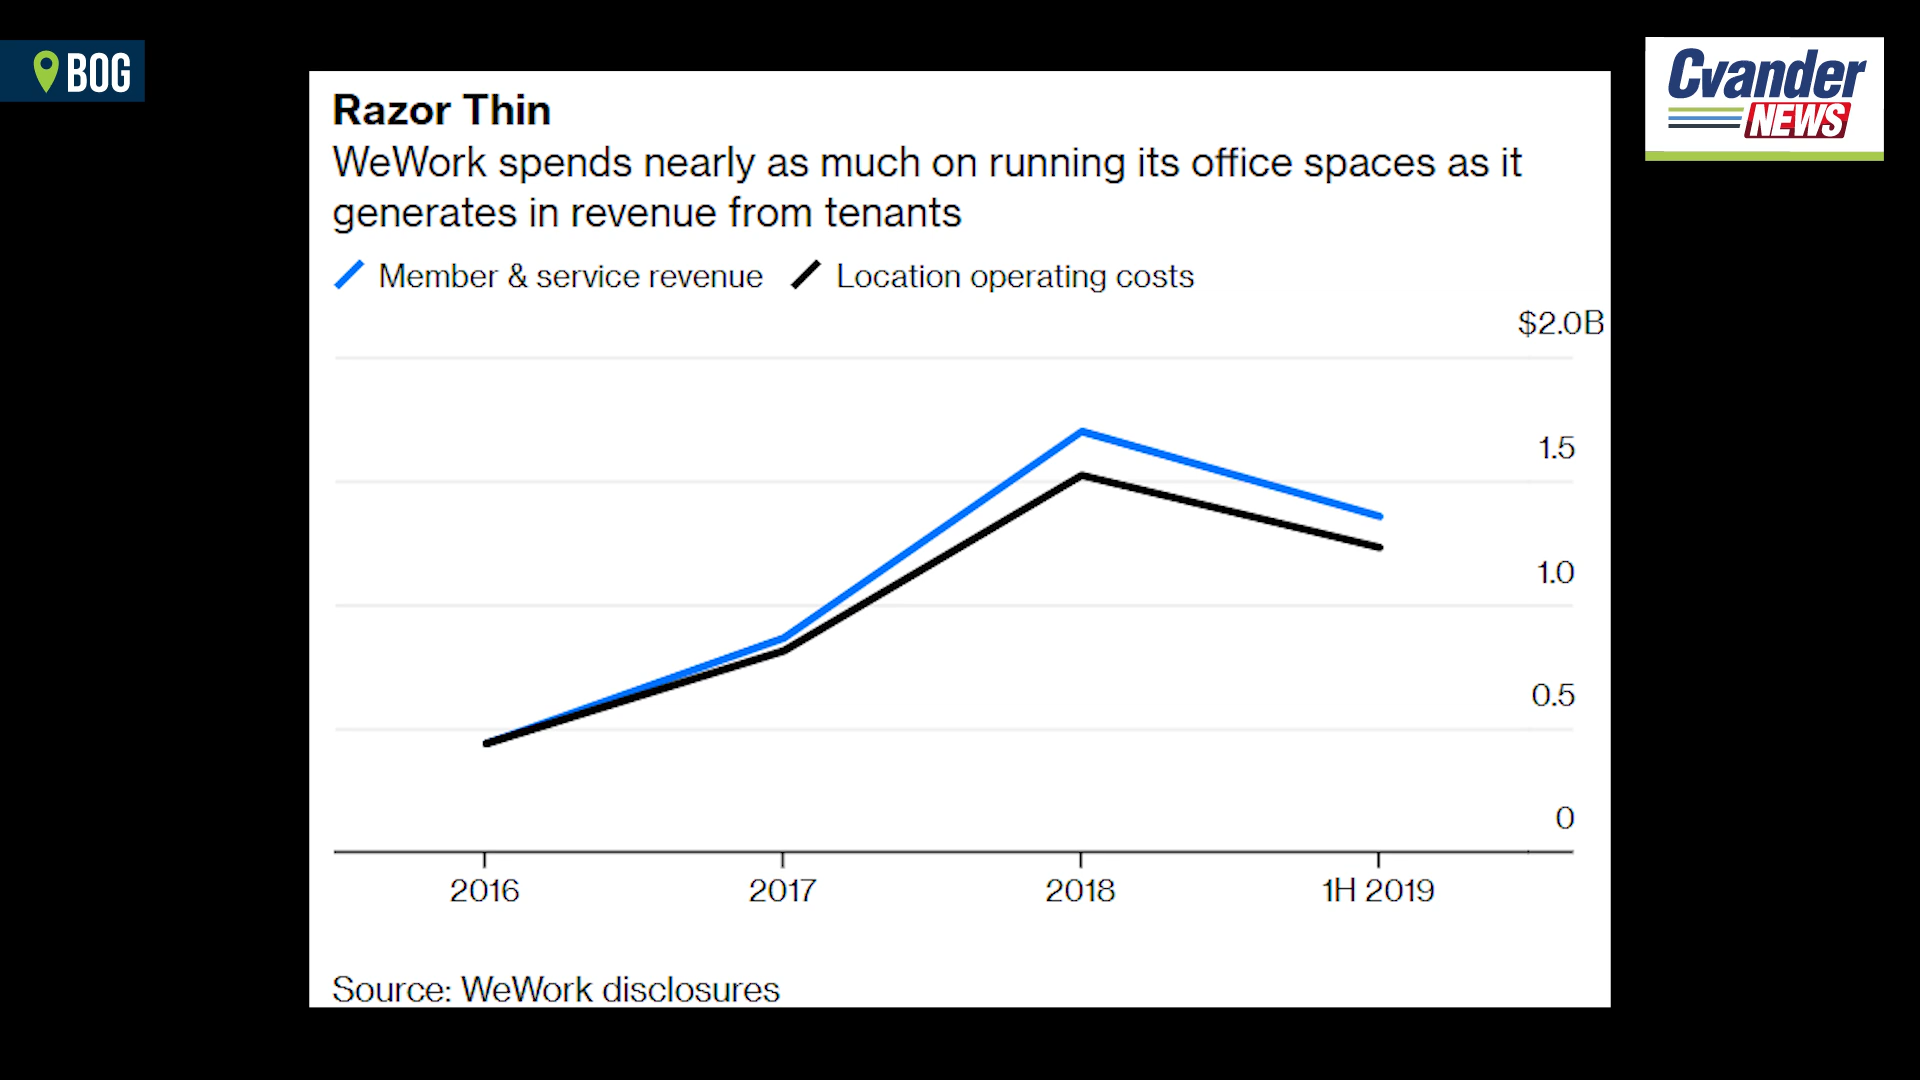 BOG
Cvander
NEWS
Razor Thin
WeWork spends nearly as much on running its office spaces as it
generates in revenue from tenants
Member & service revenue Location operating costs
$2.0B
1.5
1.0
0.5
0
2016 2017 2018 1H 2019
Source: WeWork disclosures